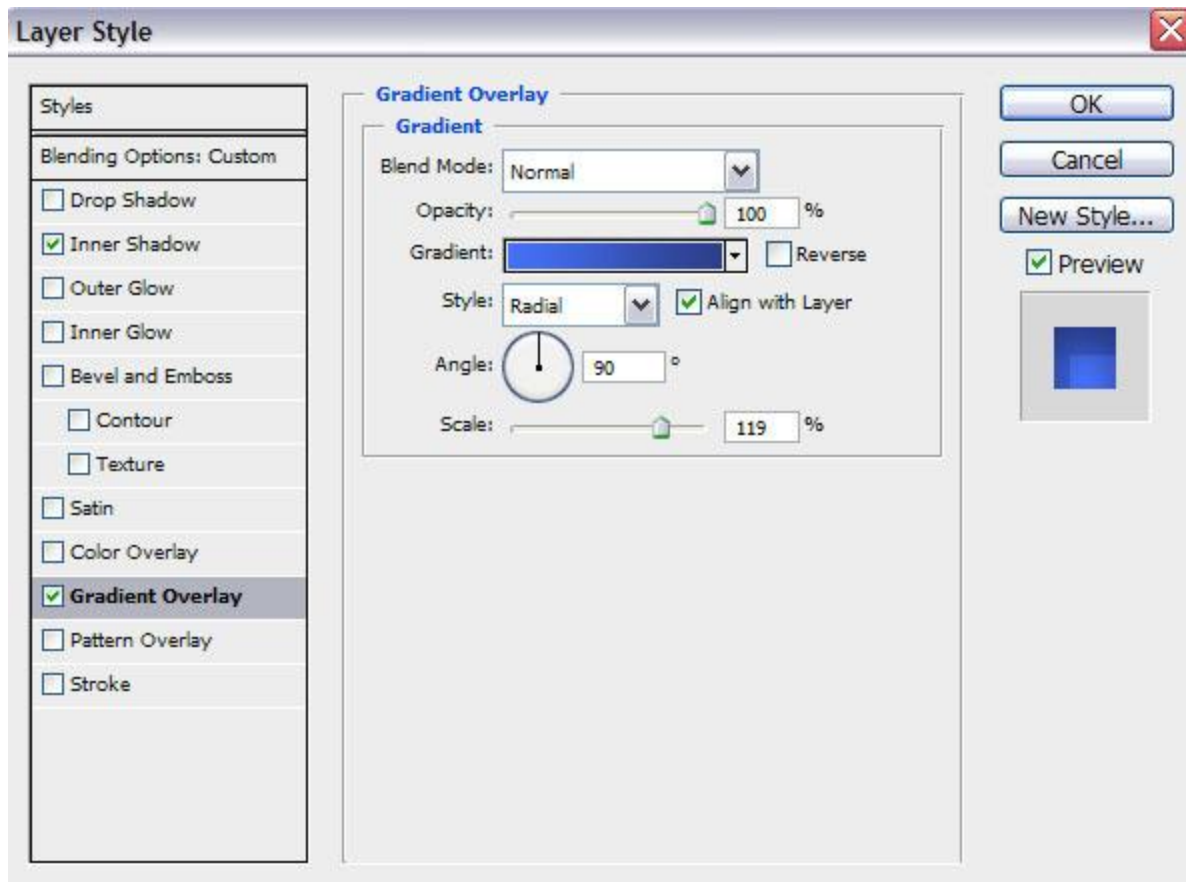 Layer Style
Styles
Blending Options: Custom
Drop Shadow
Inner Shadow
Outer Glow
Inner Glow
Bevel and Emboss
Contour
Texture
Satin
Color Overlay
Gradient Overlay
Pattern Overlay
Stroke
Gradient Overlay
Gradient
Blend Mode: Normal
Opacity: 100 %
Gradient: Reverse
Style: Radial Align with Layer
Angle: 90 °
Scale: 119 %
OK
Cancel
New Style...
Preview